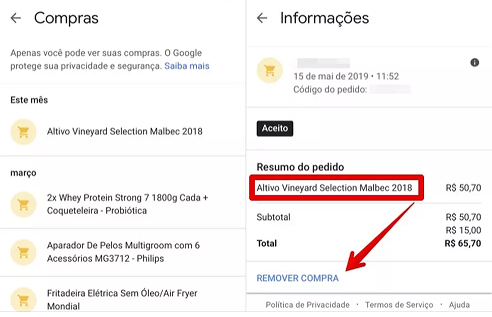 Compras
Apenas você pode ver suas compras. O Google
protege sua privacidade e segurança. Saiba mais
Este mês
Altivo Vineyard Selection Malbec 2018
março
2x Whey Protein Strong 7 1800g Cada +
Coqueteleira - Probiótica
Aparador De Pelos Multigroom com 6
Acessórios MG3712 - Philips
Fritadeira Elétrica Sem Óleo/Air Fryer
Mondial
Informações
15 de mai de 2019 • 11:52
Código do pedido:
Aceito
Resumo do pedido
Altivo Vineyard Selection Malbec 2018 R$ 50,70
Subtotal R$ 50,70
R$ 15,00
Total R$ 65,70
REMOVER COMPRA
Política de Privacidade · Termos de Serviço · Ajuda